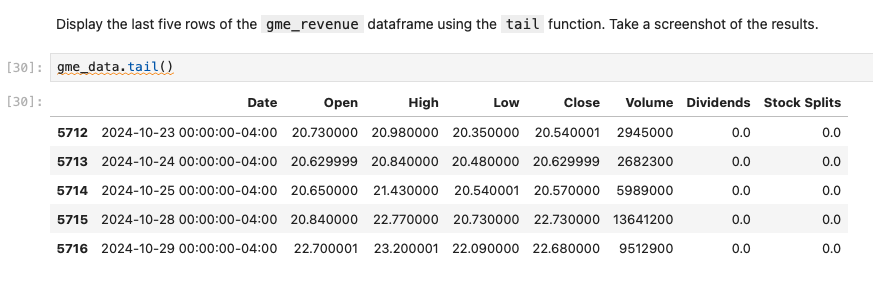 Display the last five rows of the gme_revenue dataframe using the tail function. Take a screenshot of the results.
[30]: gme_data.tail()
[30]: Date Open High Low Close Volume Dividends Stock Splits
5712 2024-10-23 00:00:00-04:00 20.730000 20.980000 20.350000 20.540001 2945000 0.0 0.0
5713 2024-10-24 00:00:00-04:00 20.629999 20.840000 20.480000 20.629999 2682300 0.0 0.0
5714 2024-10-25 00:00:00-04:00 20.650000 21.430000 20.540001 20.570000 5989000 0.0 0.0
5715 2024-10-28 00:00:00-04:00 20.840000 22.770000 20.730000 22.730000 13641200 0.0 0.0
5716 2024-10-29 00:00:00-04:00 22.700001 23.200001 22.090000 22.680000 9512900 0.0 0.0